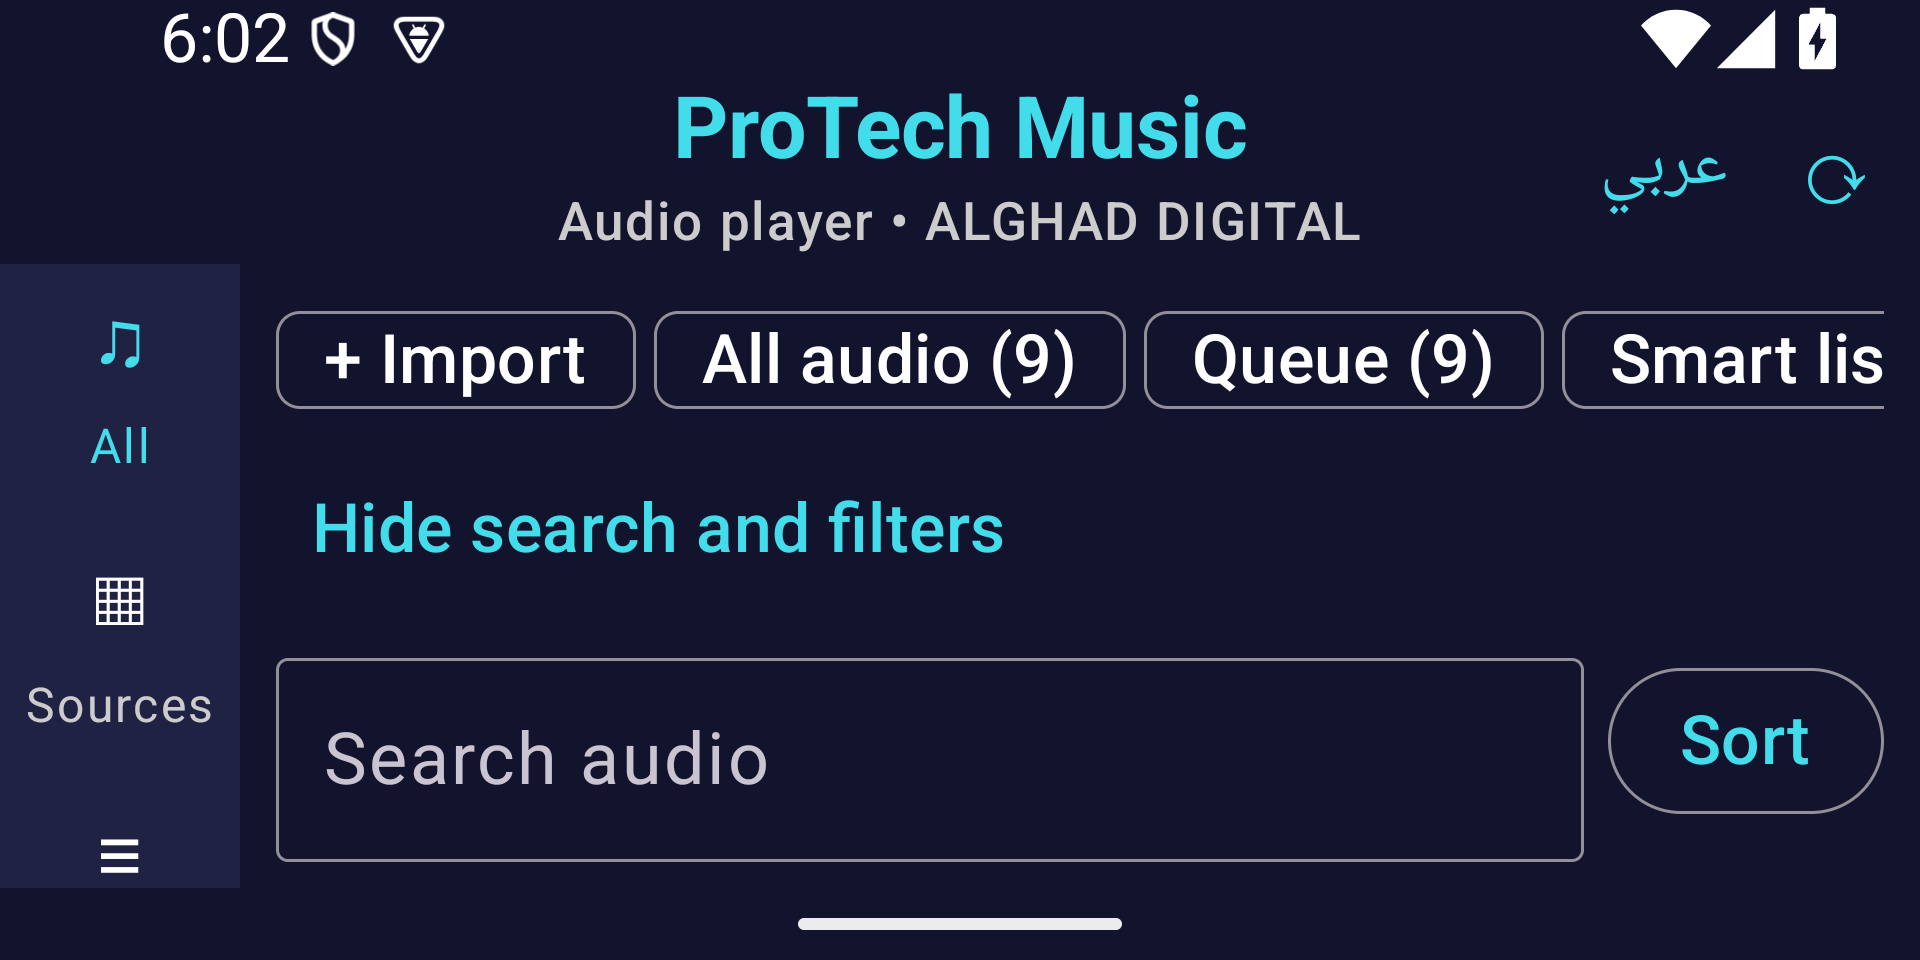 6:02
ProTech Music
عربي
Audio player • ALGHAD DIGITAL
All
Sources
+ Import
All audio (9)
Queue (9)
Smart lis
Hide search and filters
Search audio
Sort